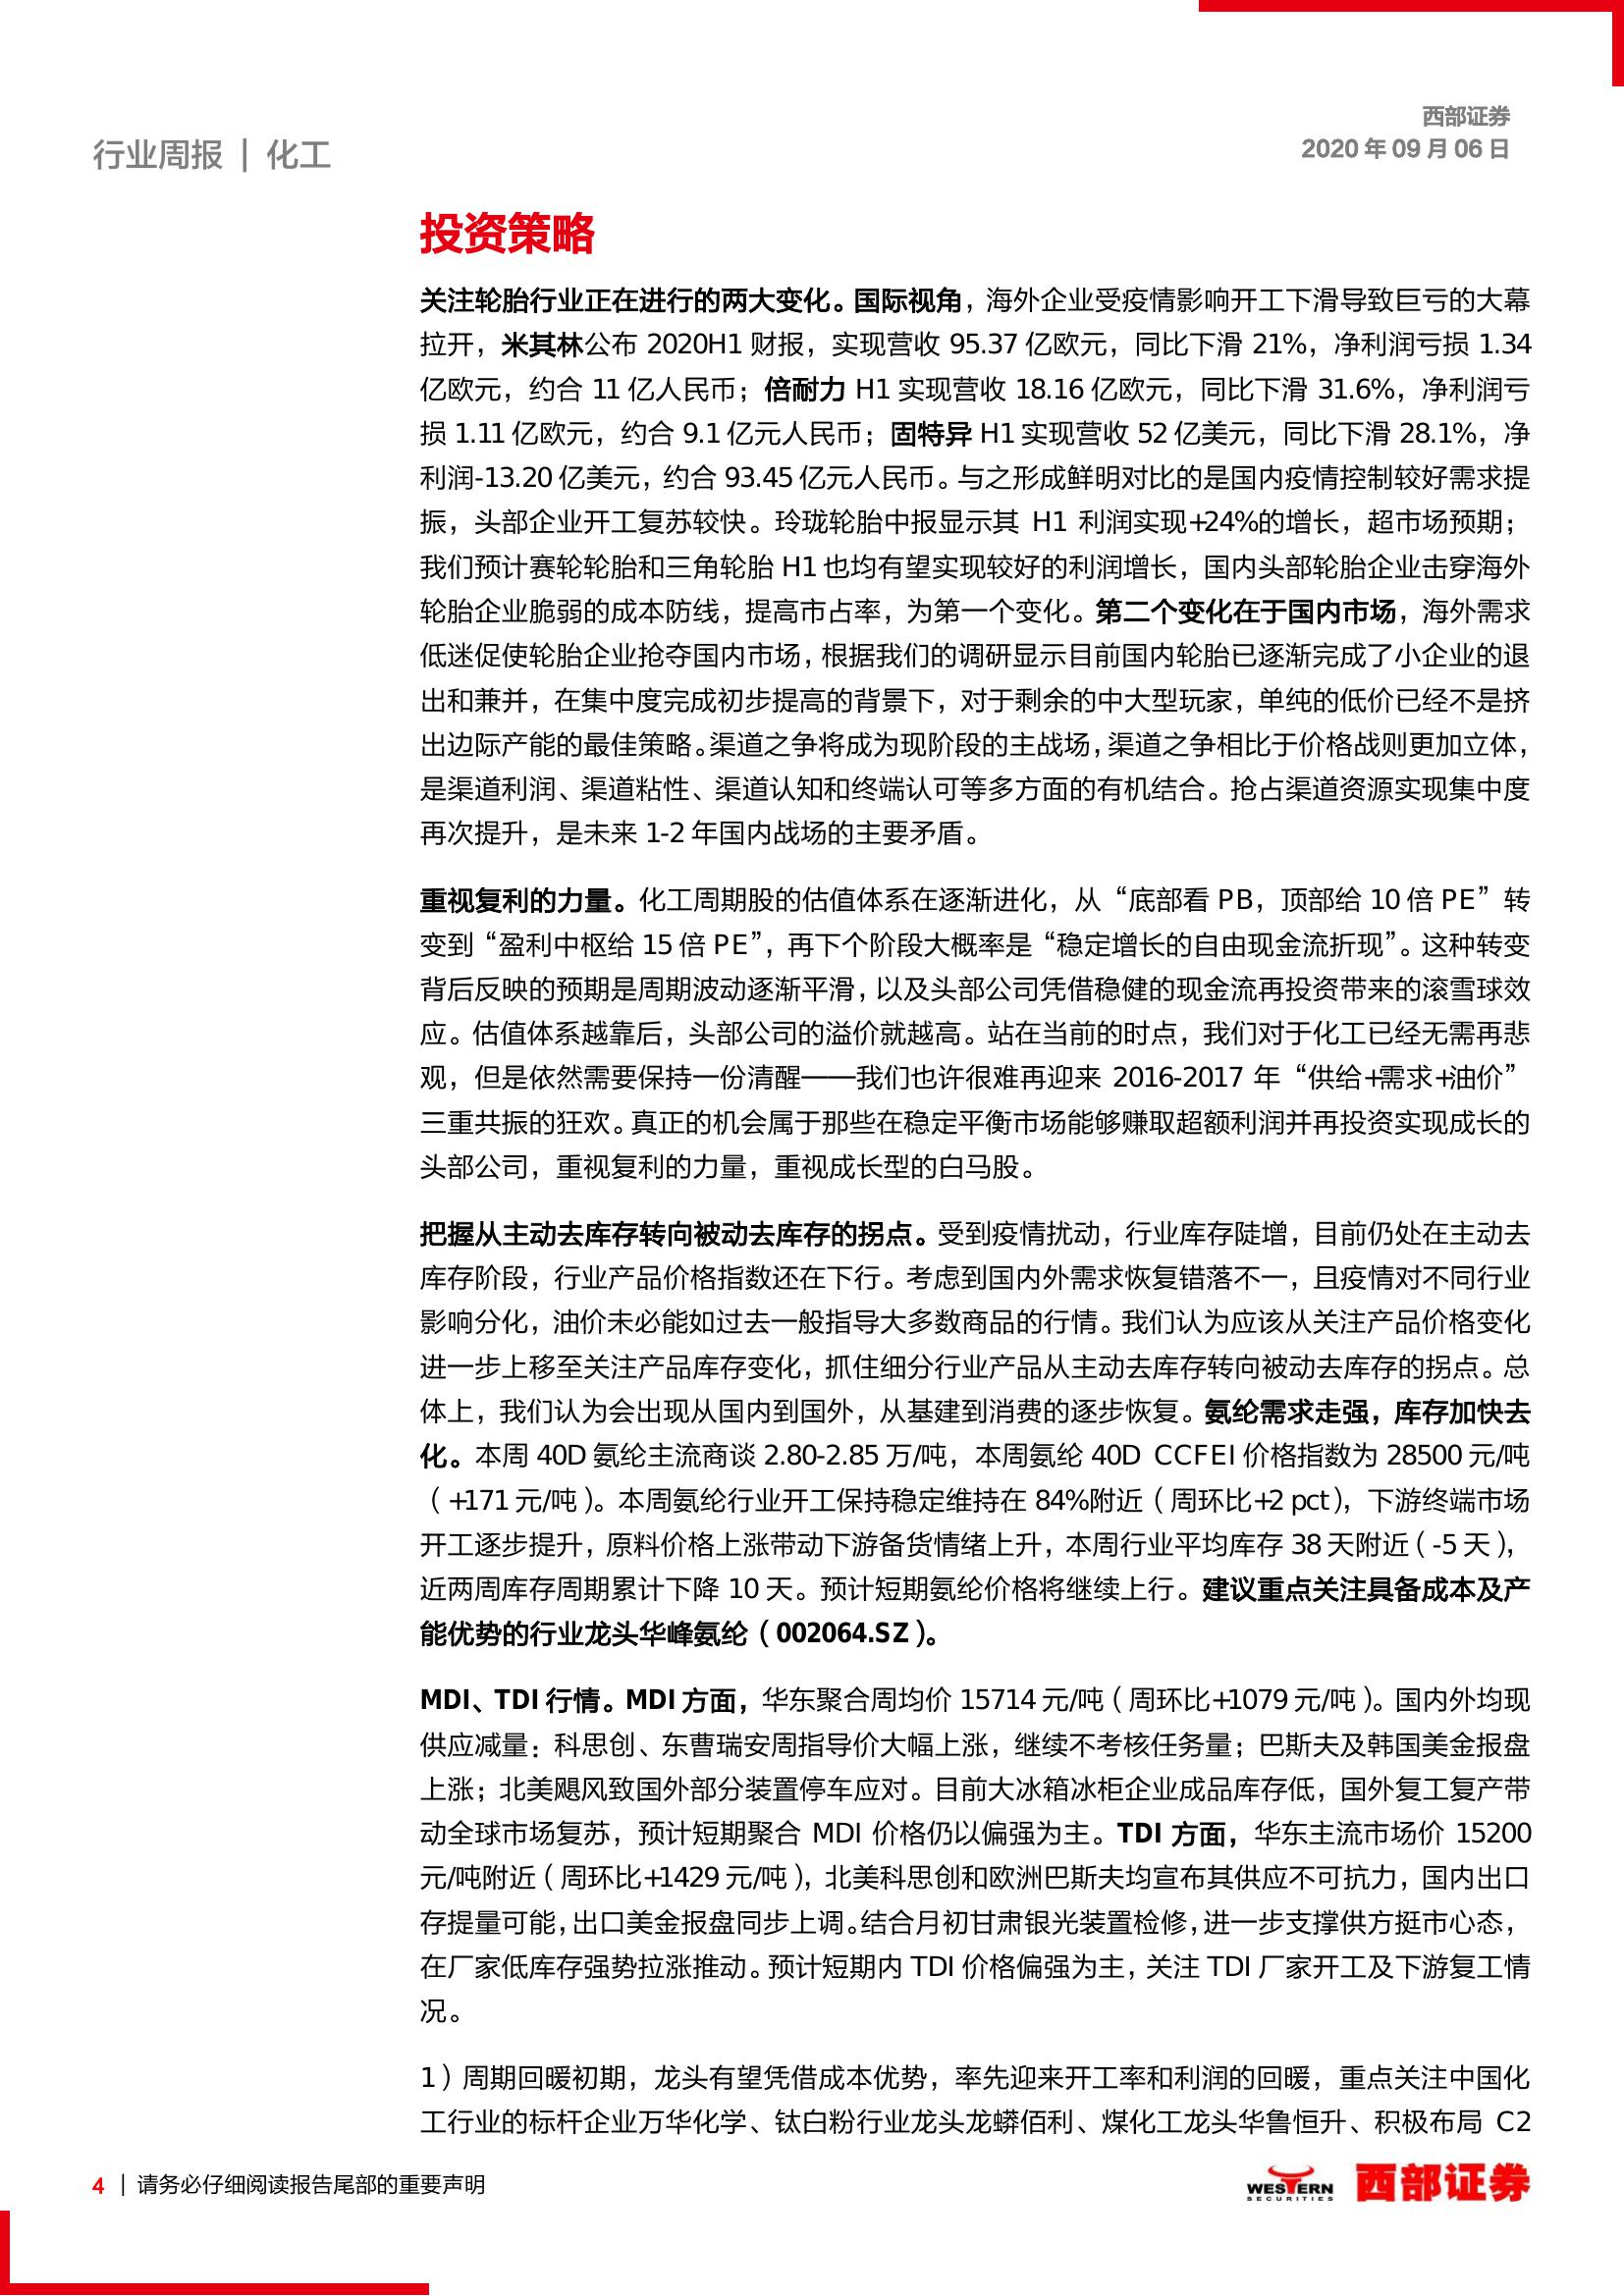 西部证券
2020 年 09 月 06 日
行业周报 | 化工
投资策略
关注轮胎行业正在进行的两大变化。国际视角，海外企业受疫情影响开工下滑导致巨亏的大幕
拉开，米其林公布 2020H1 财报，实现营收 95.37 亿欧元，同比下滑 21%，净利润亏损 1.34
亿欧元，约合 11 亿人民币；倍耐力 H1 实现营收 18.16 亿欧元，同比下滑 31.6%，净利润亏
损 1.11 亿欧元，约合 9.1 亿元人民币；固特异 H1 实现营收 52 亿美元，同比下滑 28.1%，净
利润-13.20 亿美元，约合 93.45 亿元人民币。与之形成鲜明对比的是国内疫情控制较好需求提
振，头部企业开工复苏较快。玲珑轮胎中报显示其 H1 利润实现+24%的增长，超市场预期；
我们预计赛轮轮胎和三角轮胎 H1 也均有望实现较好的利润增长，国内头部轮胎企业击穿海外
轮胎企业脆弱的成本防线，提高市占率，为第一个变化。第二个变化在于国内市场，海外需求
低迷促使轮胎企业抢夺国内市场，根据我们的调研显示目前国内轮胎已逐渐完成了小企业的退
出和兼并，在集中度完成初步提高的背景下，对于剩余的中大型玩家，单纯的低价已经不是挤
出边际产能的最佳策略。渠道之争将成为现阶段的主战场，渠道之争相比于价格战则更加立体，
是渠道利润、渠道粘性、渠道认知和终端认可等多方面的有机结合。抢占渠道资源实现集中度
再次提升，是未来 1-2 年国内战场的主要矛盾。
重视复利的力量。化工周期股的估值体系在逐渐进化，从“底部看 PB，顶部给 10 倍 PE”转
变到“盈利中枢给 15 倍 PE”，再下个阶段大概率是“稳定增长的自由现金流折现”。这种转变
背后反映的预期是周期波动逐渐平滑，以及头部公司凭借稳健的现金流再投资带来的滚雪球效
应。估值体系越靠后，头部公司的溢价就越高。站在当前的时点，我们对于化工已经无需再悲
观，但是依然需要保持一份清醒——我们也许很难再迎来 2016-2017 年“供给+需求+油价”
三重共振的狂欢。真正的机会属于那些在稳定平衡市场能够赚取超额利润并再投资实现成长的
头部公司，重视复利的力量，重视成长型的白马股。
把握从主动去库存转向被动去库存的拐点。受到疫情扰动，行业库存陡增，目前仍处在主动去
库存阶段，行业产品价格指数还在下行。考虑到国内外需求恢复错落不一，且疫情对不同行业
影响分化，油价未必能如过去一般指导大多数商品的行情。我们认为应该从关注产品价格变化
进一步上移至关注产品库存变化，抓住细分行业产品从主动去库存转向被动去库存的拐点。总
体上，我们认为会出现从国内到国外，从基建到消费的逐步恢复。氨纶需求走强，库存加快去
化。本周 40D 氨纶主流商谈 2.80-2.85 万/吨，本周氨纶 40D CCFEI 价格指数为 28500 元/吨
（+171 元/吨）。本周氨纶行业开工保持稳定维持在 84%附近（周环比+2 pct），下游终端市场
开工逐步提升，原料价格上涨带动下游备货情绪上升，本周行业平均库存 38 天附近（-5 天），
近两周库存周期累计下降 10 天。预计短期氨纶价格将继续上行。建议重点关注具备成本及产
能优势的行业龙头华峰氨纶（002064.SZ）。
MDI、TDI 行情。MDI 方面，华东聚合周均价 15714 元/吨（周环比+1079 元/吨）。国内外均现
供应减量：科思创、东曹瑞安周指导价大幅上涨，继续不考核任务量；巴斯夫及韩国美金报盘
上涨；北美飓风致国外部分装置停车应对。目前大冰箱冰柜企业成品库存低，国外复工复产带
动全球市场复苏，预计短期聚合 MDI 价格仍以偏强为主。TDI 方面，华东主流市场价 15200
元/吨附近（周环比+1429 元/吨），北美科思创和欧洲巴斯夫均宣布其供应不可抗力，国内出口
存提量可能，出口美金报盘同步上调。结合月初甘肃银光装置检修，进一步支撑供方挺市心态，
在厂家低库存强势拉涨推动。预计短期内 TDI 价格偏强为主，关注 TDI 厂家开工及下游复工情
况。
1）周期回暖初期，龙头有望凭借成本优势，率先迎来开工率和利润的回暖，重点关注中国化
工行业的标杆企业万华化学、钛白粉行业龙头龙蟒佰利、煤化工龙头华鲁恒升、积极布局 C2
4 | 请务必仔细阅读报告尾部的重要声明
WESTERN
SECURITIES
西部证券